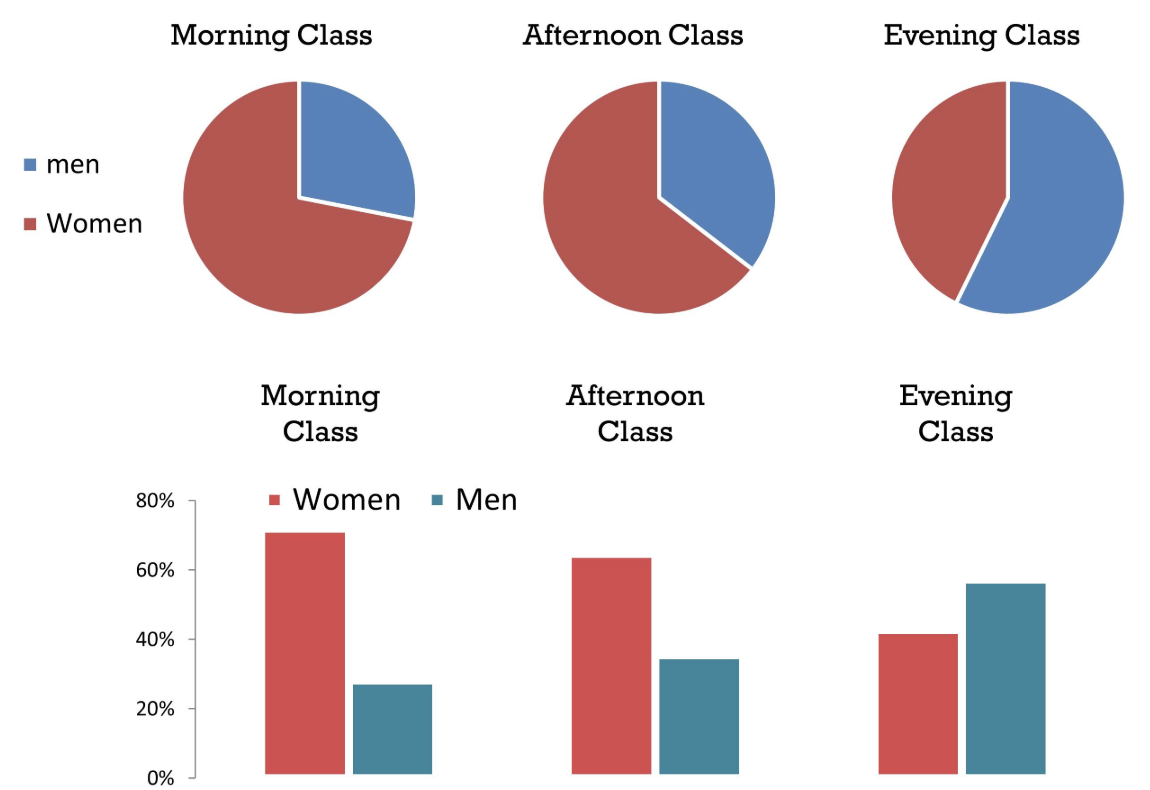 Morning Class
Afternoon Class
Evening Class
men
Women
Morning
Class
Afternoon
Class
Evening
Class
Women
Men
80%
60%
40%
20%
0%